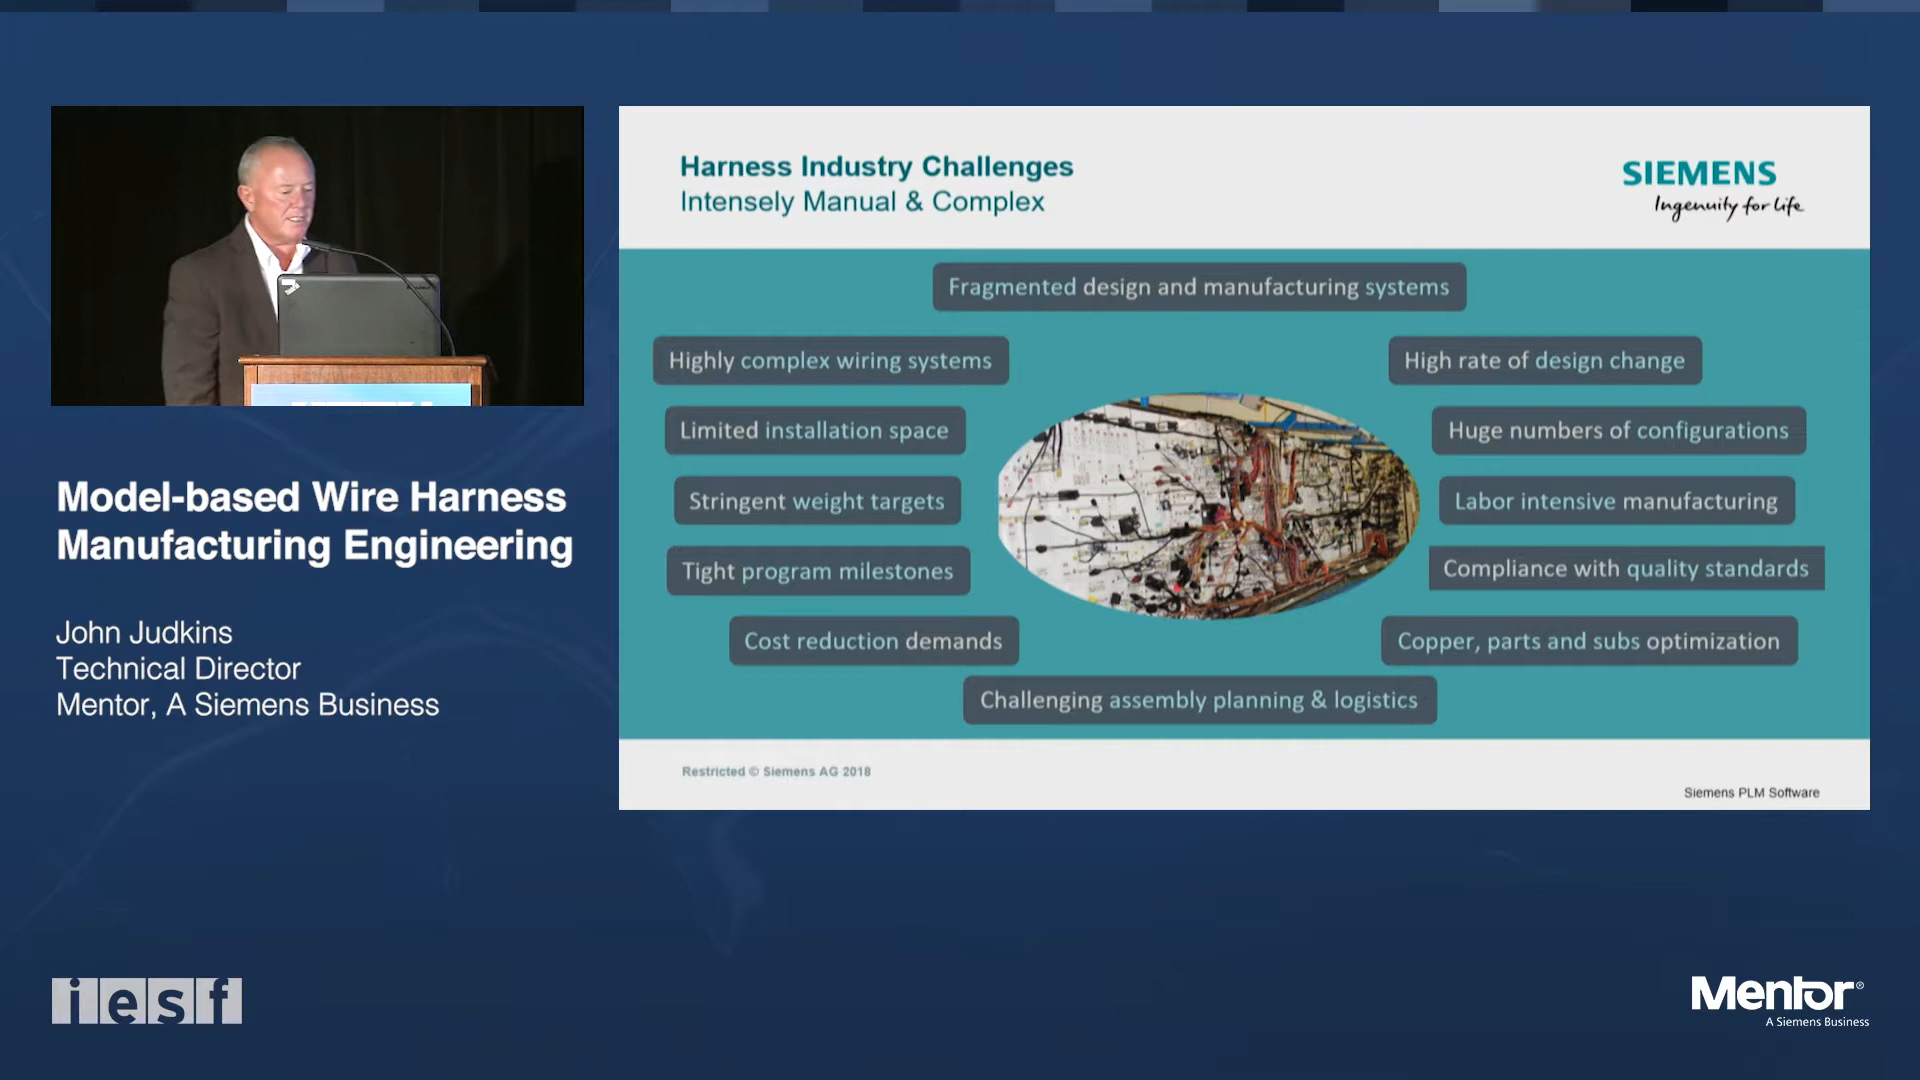 Harness Industry Challenges
Intensely Manual & Complex
SIEMENS
Ingenuity for life
Fragmented design and manufacturing systems
Highly complex wiring systems
High rate of design change
Limited installation space
Huge numbers of configurations
Stringent weight targets
Labor intensive manufacturing
Tight program milestones
Compliance with quality standards
Cost reduction demands
Copper, parts and subs optimization
Challenging assembly planning & logistics
Restricted © Siemens AG 2018
Siemens PLM Software
Model-based Wire Harness
Manufacturing Engineering
John Judkins
Technical Director
Mentor, A Siemens Business
iesf
Mentor®
A Siemens Business